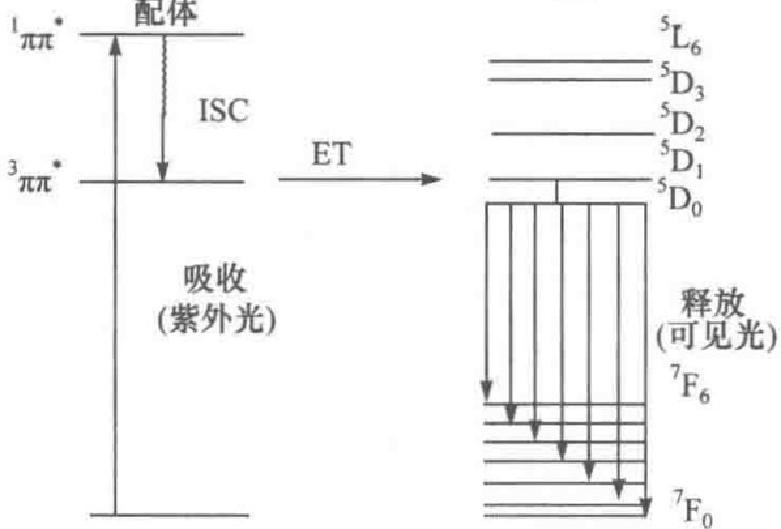 配体
¹ππ*
ISC
³ππ*
ET
吸收
(紫外光)
⁵L₆
⁵D₃
⁵D₂
⁵D₁
⁵D₀
释放
(可见光)
⁷F₆
⁷F₀